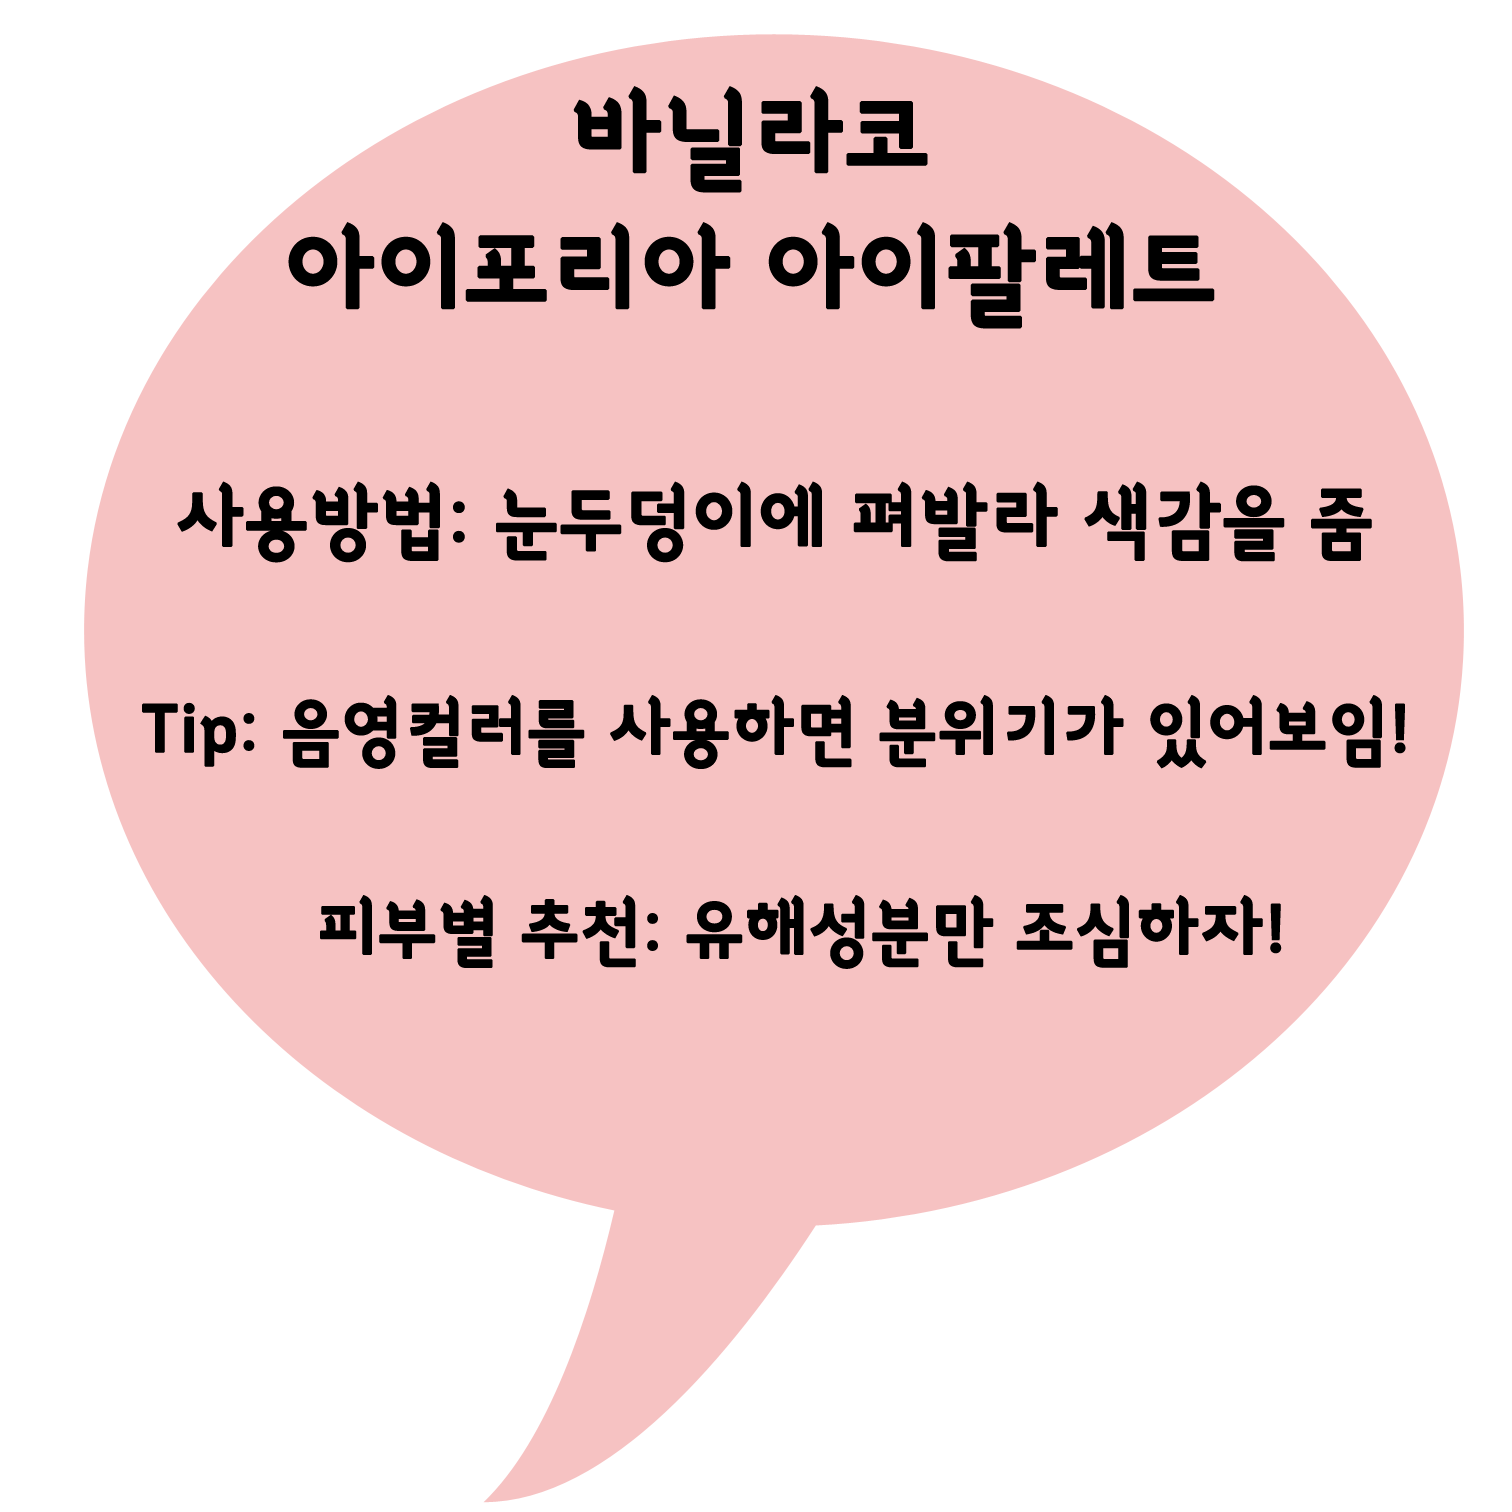 바닐라코
아이포리아 아이팔레트
사용방법: 눈두덩이에 펴발라 색감을 줌
Tip: 음영컬러를 사용하면 분위기가 있어보임!
피부별 추천: 유해성분만 조심하자!